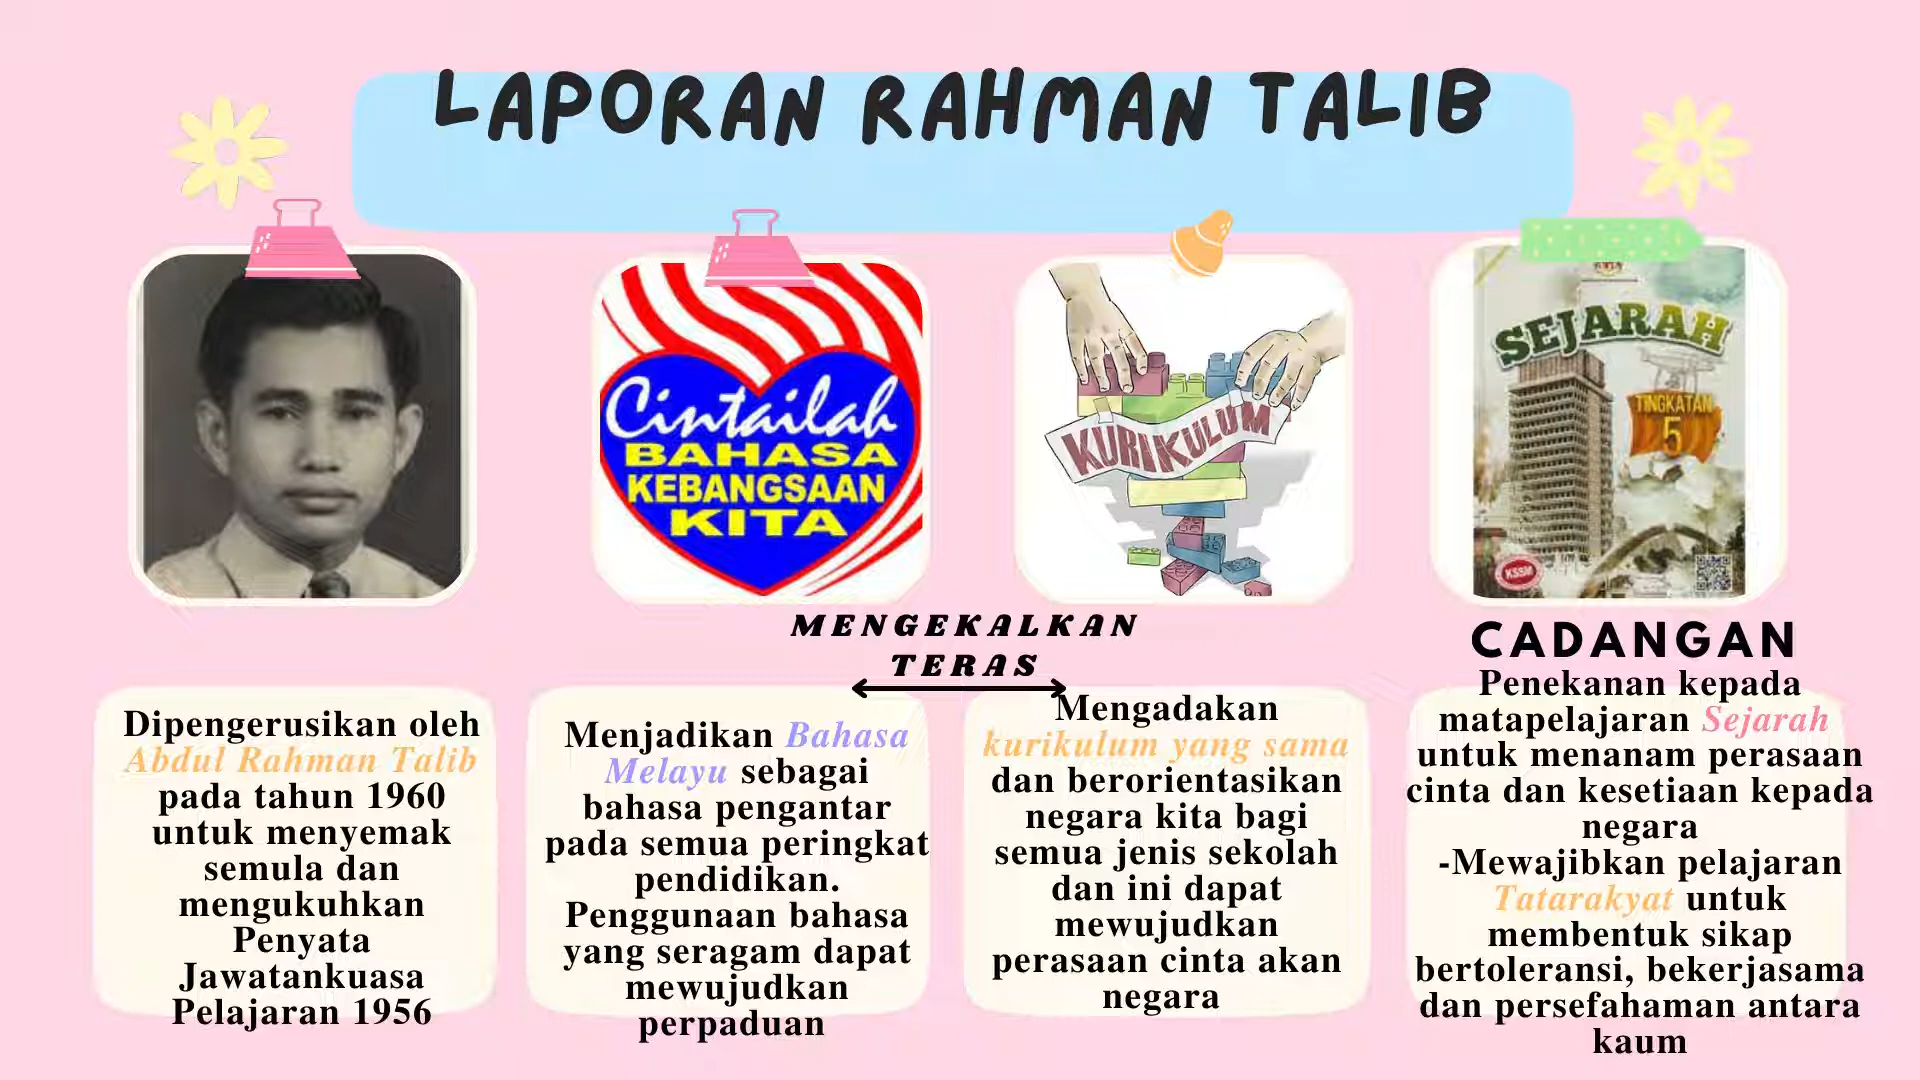 LAPORAN RAHMAN TALIB
Cintailah
BAHASA
KEBANGSAAN
KITA
KURIKULUM
SEJARAH
TINGKATAN
5
KSSM
MENGEKALKAN
TERAS
Dipengerusikan oleh
Abdul Rahman Talib
pada tahun 1960
untuk menyemak
semula dan
mengukuhkan
Penyata
Jawatankuasa
Pelajaran 1956
Menjadikan Bahasa
Melayu sebagai
bahasa pengantar
pada semua peringkat
pendidikan.
Penggunaan bahasa
yang seragam dapat
mewujudkan
perpaduan
Mengadakan
kurikulum yang sama
dan berorientasikan
negara kita bagi
semua jenis sekolah
dan ini dapat
mewujudkan
perasaan cinta akan
negara
CADANGAN
Penekanan kepada
matapelajaran Sejarah
untuk menanam perasaan
cinta dan kesetiaan kepada
negara
-Mewajibkan pelajaran
Tatarakyat untuk
membentuk sikap
bertoleransi, bekerjasama
dan persefahaman antara
kaum